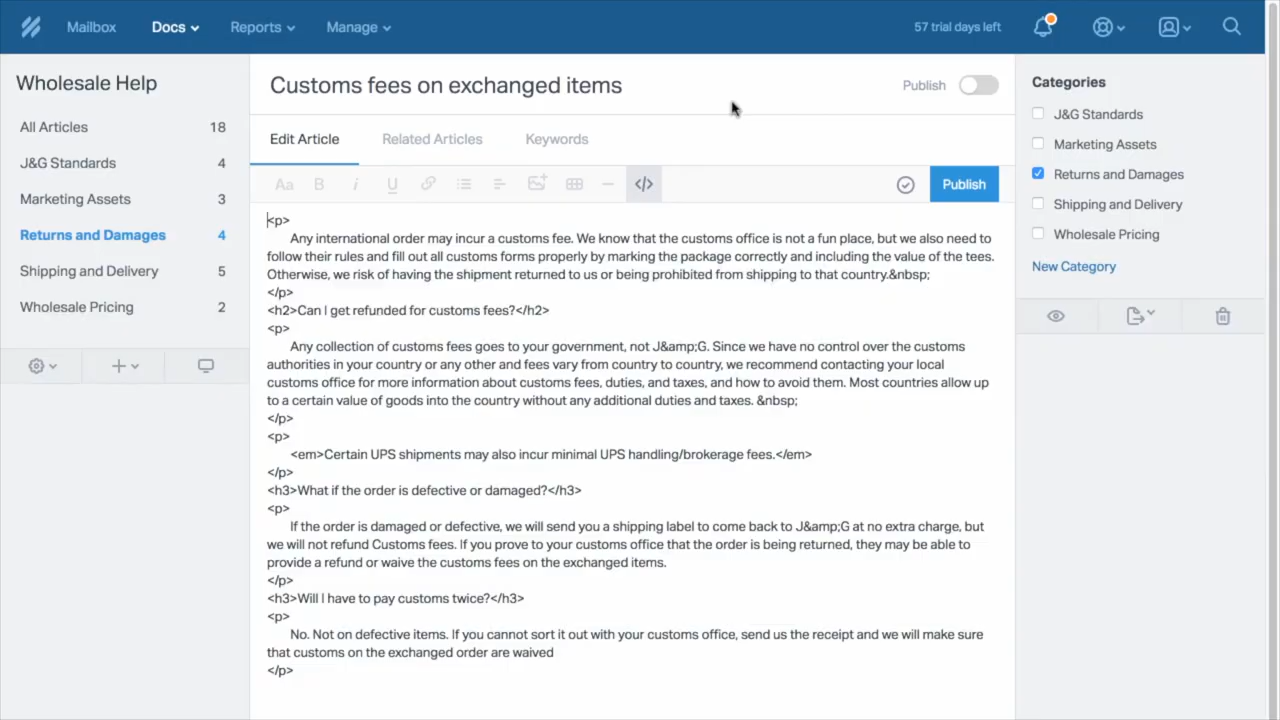 Mailbox Docs Reports Manage 57 trial days left
Wholesale Help
All Articles 18
J&G Standards 4
Marketing Assets 3
Returns and Damages 4
Shipping and Delivery 5
Wholesale Pricing 2
Customs fees on exchanged items
Publish
Edit Article Related Articles Keywords
Aa B i U </> Publish
<p>
Any international order may incur a customs fee. We know that the customs office is not a fun place, but we also need to
follow their rules and fill out all customs forms properly by marking the package correctly and including the value of the tees.
Otherwise, we risk of having the shipment returned to us or being prohibited from shipping to that country.&nbsp;
</p>
<h2>Can I get refunded for customs fees?</h2>
<p>
Any collection of customs fees goes to your government, not J&amp;G. Since we have no control over the customs
authorities in your country or any other and fees vary from country to country, we recommend contacting your local
customs office for more information about customs fees, duties, and taxes, and how to avoid them. Most countries allow up
to a certain value of goods into the country without any additional duties and taxes. &nbsp;
</p>
<p>
<em>Certain UPS shipments may also incur minimal UPS handling/brokerage fees.</em>
</p>
<h3>What if the order is defective or damaged?</h3>
<p>
If the order is damaged or defective, we will send you a shipping label to come back to J&amp;G at no extra charge, but
we will not refund Customs fees. If you prove to your customs office that the order is being returned, they may be able to
provide a refund or waive the customs fees on the exchanged items.
</p>
<h3>Will I have to pay customs twice?</h3>
<p>
No. Not on defective items. If you cannot sort it out with your customs office, send us the receipt and we will make sure
that customs on the exchanged order are waived
</p>
Categories
J&G Standards
Marketing Assets
Returns and Damages
Shipping and Delivery
Wholesale Pricing
New Category